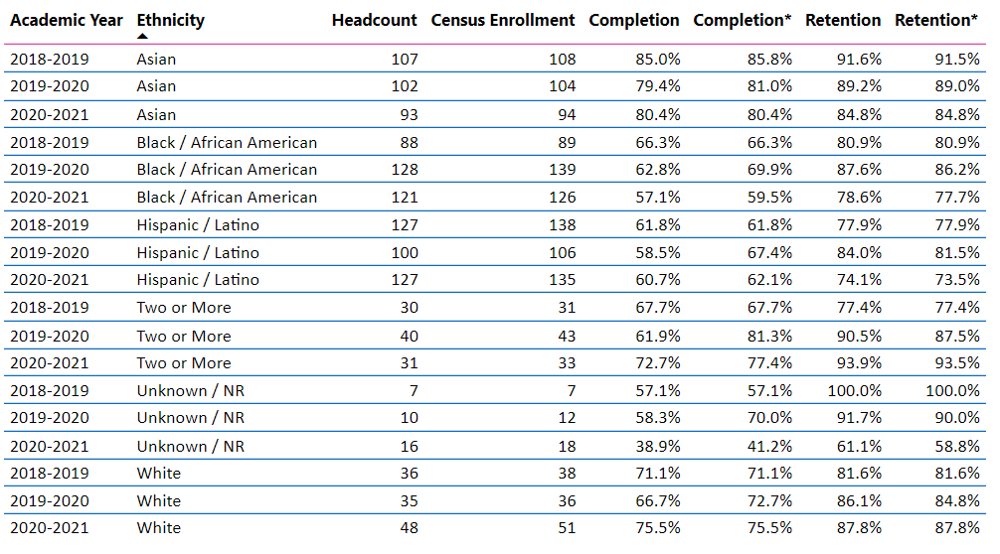 Academic Year Ethnicity Headcount Census Enrollment Completion Completion* Retention Retention*
2018-2019 Asian 107 108 85.0% 85.8% 91.6% 91.5%
2019-2020 Asian 102 104 79.4% 81.0% 89.2% 89.0%
2020-2021 Asian 93 94 80.4% 80.4% 84.8% 84.8%
2018-2019 Black / African American 88 89 66.3% 66.3% 80.9% 80.9%
2019-2020 Black / African American 128 139 62.8% 69.9% 87.6% 86.2%
2020-2021 Black / African American 121 126 57.1% 59.5% 78.6% 77.7%
2018-2019 Hispanic / Latino 127 138 61.8% 61.8% 77.9% 77.9%
2019-2020 Hispanic / Latino 100 106 58.5% 67.4% 84.0% 81.5%
2020-2021 Hispanic / Latino 127 135 60.7% 62.1% 74.1% 73.5%
2018-2019 Two or More 30 31 67.7% 67.7% 77.4% 77.4%
2019-2020 Two or More 40 43 61.9% 81.3% 90.5% 87.5%
2020-2021 Two or More 31 33 72.7% 77.4% 93.9% 93.5%
2018-2019 Unknown / NR 7 7 57.1% 57.1% 100.0% 100.0%
2019-2020 Unknown / NR 10 12 58.3% 70.0% 91.7% 90.0%
2020-2021 Unknown / NR 16 18 38.9% 41.2% 61.1% 58.8%
2018-2019 White 36 38 71.1% 71.1% 81.6% 81.6%
2019-2020 White 35 36 66.7% 72.7% 86.1% 84.8%
2020-2021 White 48 51 75.5% 75.5% 87.8% 87.8%